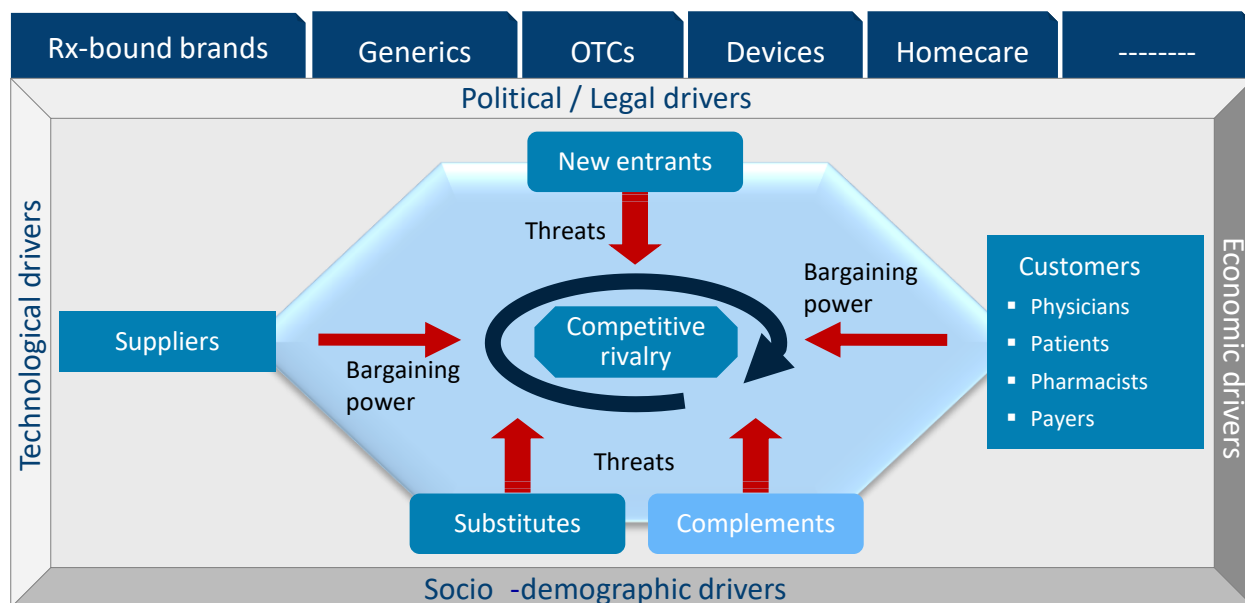 Rx-bound brands
Generics
OTCs
Devices
Homecare
--------
Political / Legal drivers
Technological drivers
New entrants
Threats
Economic drivers
Customers
▪ Physicians
▪ Patients
▪ Pharmacists
▪ Payers
Bargaining
power
Competitive
rivalry
Suppliers
Bargaining
power
Threats
Substitutes
Complements
Socio -demographic drivers